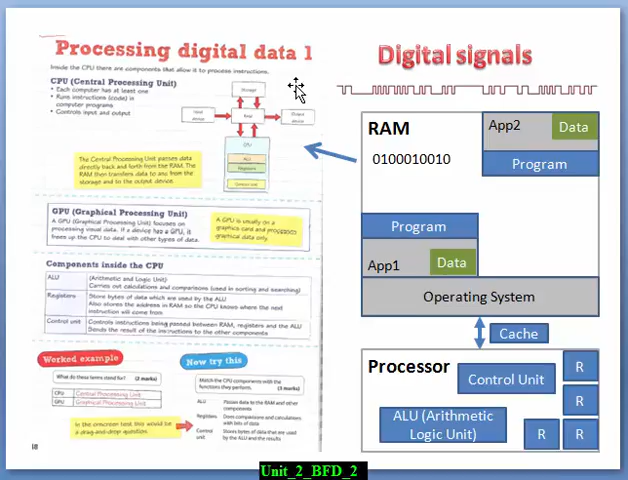 Processing digital data 1
Inside the CPU there are components that allow it to process instructions.
CPU (Central Processing Unit)
• Each computer has at least one
• Runs instructions (code) in
computer programs
• Controls input and output
Storage
Input
device
RAM
Output
device
CPU
ALU
Registers
Control unit
The Central Processing Unit passes data
directly back and forth from the RAM. The
RAM then transfers data to any from the
storage and to the output device.
GPU (Graphical Processing Unit)
A GPU (Graphical Processing Unit) focuses on
processing visual data. If a device has a GPU, it
frees up the CPU to deal with other types of data.
A GPU is usually on a
graphics card and processes
graphical data only.
Components inside the CPU
ALU
(Arithmetic and Logic Unit)
Carries out calculations and comparisons (used in sorting and searching)
Registers
Store bytes of data which are used by the ALU
Also stores the address in RAM so the CPU knows where the next
instruction will come from
Control unit
Controls instructions being passed between RAM, registers and the ALU
Sends the result of the instructions to the other components
Worked example
What do these terms stand for? (2 marks)
CPU Central Processing Unit
GPU Graphical Processing Unit
In the onscreen test this would be
a drag-and-drop question.
Now try this
Match the CPU components with the
functions they perform. (3 marks)
ALU
Passes data to the RAM and other
components
Registers
Does comparisons and calculations
with bits of data
Control
unit
Stores bytes of data that are used
by the ALU and the results
18
Digital signals
RAM
0100010010
App2
Data
Program
Program
App1
Data
Operating System
Cache
Processor
Control Unit
ALU (Arithmetic
Logic Unit)
R
R
R
R
Unit_2_BFD_2